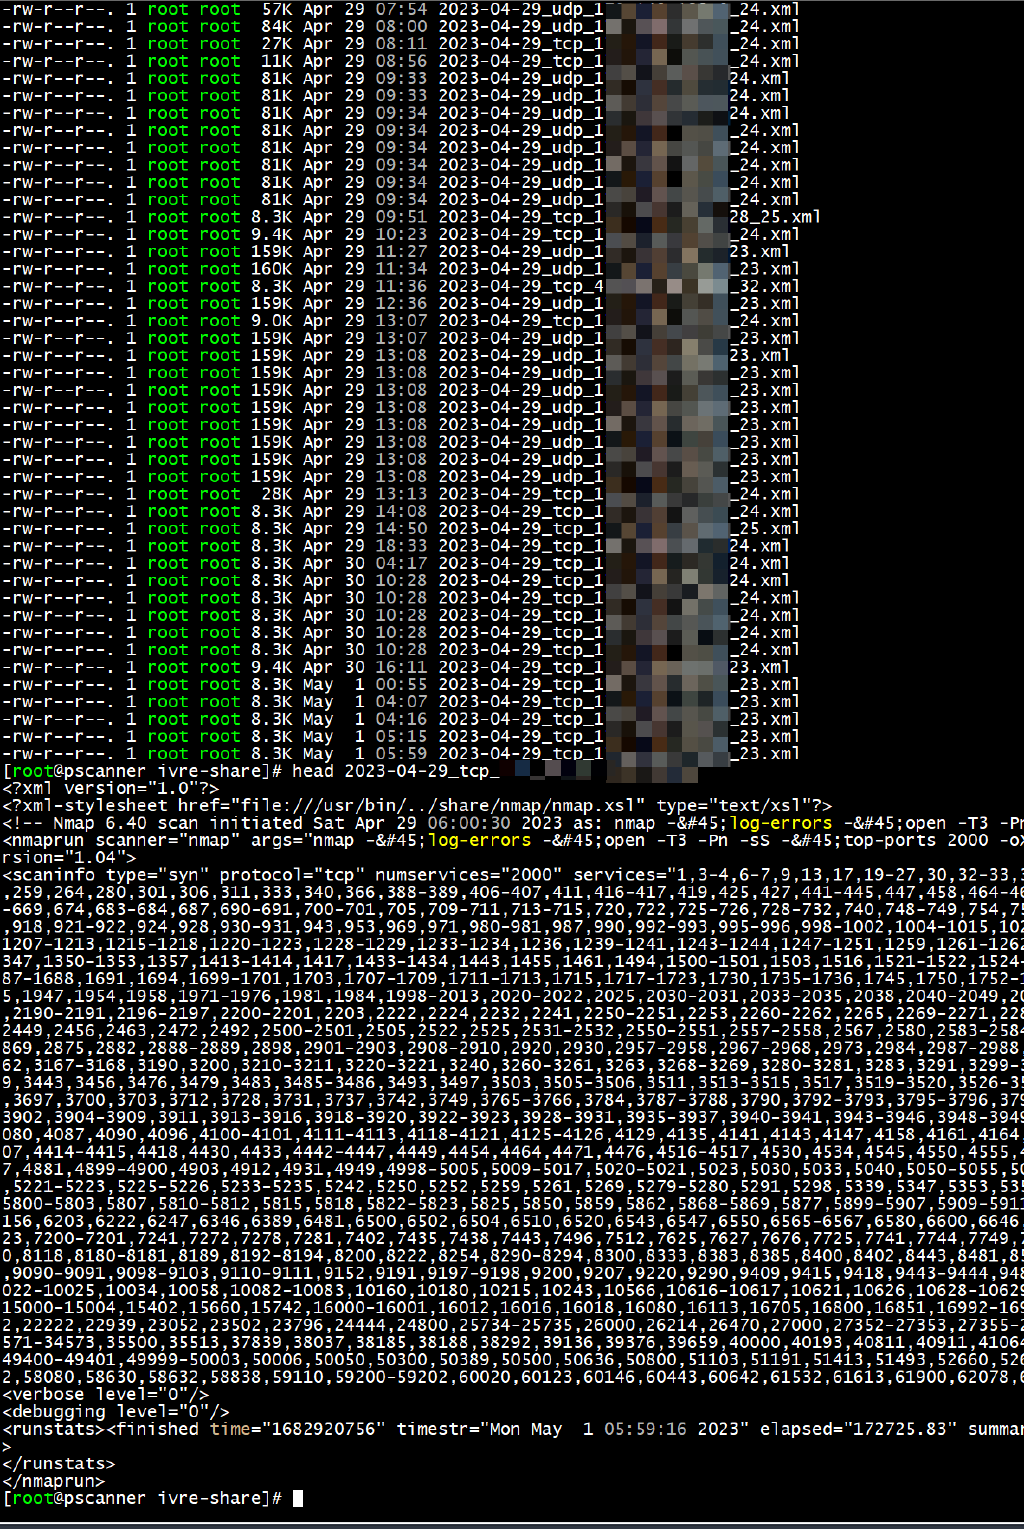 -rw-r--r--. 1 root root  57K Apr 29 07:54 2023-04-29_udp_1 _24.xml
-rw-r--r--. 1 root root  84K Apr 29 08:00 2023-04-29_udp_1 _24.xml
-rw-r--r--. 1 root root  27K Apr 29 08:11 2023-04-29_tcp_1 _24.xml
-rw-r--r--. 1 root root  11K Apr 29 08:56 2023-04-29_tcp_1 _24.xml
-rw-r--r--. 1 root root  81K Apr 29 09:33 2023-04-29_udp_1 24.xml
-rw-r--r--. 1 root root  81K Apr 29 09:33 2023-04-29_udp_1 24.xml
-rw-r--r--. 1 root root  81K Apr 29 09:34 2023-04-29_udp_1 24.xml
-rw-r--r--. 1 root root  81K Apr 29 09:34 2023-04-29_udp_1 _24.xml
-rw-r--r--. 1 root root  81K Apr 29 09:34 2023-04-29_udp_1 _24.xml
-rw-r--r--. 1 root root  81K Apr 29 09:34 2023-04-29_udp_1 _24.xml
-rw-r--r--. 1 root root  81K Apr 29 09:34 2023-04-29_udp_1 _24.xml
-rw-r--r--. 1 root root  81K Apr 29 09:34 2023-04-29_udp_1 _24.xml
-rw-r--r--. 1 root root 8.3K Apr 29 09:51 2023-04-29_tcp_1 28_25.xml
-rw-r--r--. 1 root root 9.4K Apr 29 10:23 2023-04-29_tcp_1 _24.xml
-rw-r--r--. 1 root root 159K Apr 29 11:27 2023-04-29_udp_1 23.xml
-rw-r--r--. 1 root root 160K Apr 29 11:34 2023-04-29_udp_1 _23.xml
-rw-r--r--. 1 root root 8.3K Apr 29 11:36 2023-04-29_tcp_4 _32.xml
-rw-r--r--. 1 root root 159K Apr 29 12:36 2023-04-29_udp_1 _23.xml
-rw-r--r--. 1 root root 9.0K Apr 29 13:07 2023-04-29_tcp_1 _24.xml
-rw-r--r--. 1 root root 159K Apr 29 13:07 2023-04-29_udp_1 _23.xml
-rw-r--r--. 1 root root 159K Apr 29 13:08 2023-04-29_udp_1 23.xml
-rw-r--r--. 1 root root 159K Apr 29 13:08 2023-04-29_udp_1 _23.xml
-rw-r--r--. 1 root root 159K Apr 29 13:08 2023-04-29_udp_1 _23.xml
-rw-r--r--. 1 root root 159K Apr 29 13:08 2023-04-29_udp_1 _23.xml
-rw-r--r--. 1 root root 159K Apr 29 13:08 2023-04-29_udp_1 _23.xml
-rw-r--r--. 1 root root 159K Apr 29 13:08 2023-04-29_udp_1 _23.xml
-rw-r--r--. 1 root root 159K Apr 29 13:08 2023-04-29_udp_1 _23.xml
-rw-r--r--. 1 root root 159K Apr 29 13:08 2023-04-29_udp_1 _23.xml
-rw-r--r--. 1 root root  28K Apr 29 13:13 2023-04-29_tcp_1 _24.xml
-rw-r--r--. 1 root root 8.3K Apr 29 14:08 2023-04-29_tcp_1 _24.xml
-rw-r--r--. 1 root root 8.3K Apr 29 14:50 2023-04-29_tcp_1 _25.xml
-rw-r--r--. 1 root root 8.3K Apr 29 18:33 2023-04-29_tcp_1 24.xml
-rw-r--r--. 1 root root 8.3K Apr 30 04:17 2023-04-29_tcp_1 _24.xml
-rw-r--r--. 1 root root 8.3K Apr 30 10:28 2023-04-29_tcp_1 24.xml
-rw-r--r--. 1 root root 8.3K Apr 30 10:28 2023-04-29_tcp_1 _24.xml
-rw-r--r--. 1 root root 8.3K Apr 30 10:28 2023-04-29_tcp_1 _24.xml
-rw-r--r--. 1 root root 8.3K Apr 30 10:28 2023-04-29_tcp_1 _24.xml
-rw-r--r--. 1 root root 8.3K Apr 30 10:28 2023-04-29_tcp_1 _24.xml
-rw-r--r--. 1 root root 9.4K Apr 30 16:11 2023-04-29_tcp_1 23.xml
-rw-r--r--. 1 root root 8.3K May  1 00:55 2023-04-29_tcp_1 _23.xml
-rw-r--r--. 1 root root 8.3K May  1 04:07 2023-04-29_tcp_1 _23.xml
-rw-r--r--. 1 root root 8.3K May  1 04:16 2023-04-29_tcp_1 _23.xml
-rw-r--r--. 1 root root 8.3K May  1 05:15 2023-04-29_tcp_1 _23.xml
-rw-r--r--. 1 root root 8.3K May  1 05:59 2023-04-29_tcp_1 _23.xml
[root@pscanner ivre-share]# head 2023-04-29_tcp_
<?xml version="1.0"?>
<?xml-stylesheet href="file:///usr/bin/../share/nmap/nmap.xsl" type="text/xsl"?>
<!-- Nmap 6.40 scan initiated Sat Apr 29 06:00:30 2023 as: nmap -&#45;log-errors -&#45;open -T3 -Pn
<nmaprun scanner="nmap" args="nmap -&#45;log-errors -&#45;open -T3 -Pn -sS -&#45;top-ports 2000 -oX
rsion="1.04">
<scaninfo type="syn" protocol="tcp" numservices="2000" services="1,3-4,6-7,9,13,17,19-27,30,32-33,3
,259,264,280,301,306,311,333,340,366,388-389,406-407,411,416-417,419,425,427,441-445,447,458,464-46
-669,674,683-684,687,690-691,700-701,705,709-711,713-715,720,722,725-726,728-732,740,748-749,754,75
,918,921-922,924,928,930-931,943,953,969,971,980-981,987,990,992-993,995-996,998-1002,1004-1015,102
1207-1213,1215-1218,1220-1223,1228-1229,1233-1234,1236,1239-1241,1243-1244,1247-1251,1259,1261-1262
347,1350-1353,1357,1413-1414,1417,1433-1434,1443,1455,1461,1494,1500-1501,1503,1516,1521-1522,1524-
87-1688,1691,1694,1699-1701,1703,1707-1709,1711-1713,1715,1717-1723,1730,1735-1736,1745,1750,1752-1
5,1947,1954,1958,1971-1976,1981,1984,1998-2013,2020-2022,2025,2030-2031,2033-2035,2038,2040-2049,20
,2190-2191,2196-2197,2200-2201,2203,2222,2224,2232,2241,2250-2251,2253,2260-2262,2265,2269-2271,228
2449,2456,2463,2472,2492,2500-2501,2505,2522,2525,2531-2532,2550-2551,2557-2558,2567,2580,2583-2584
869,2875,2882,2888-2889,2898,2901-2903,2908-2910,2920,2930,2957-2958,2967-2968,2973,2984,2987-2988,
62,3167-3168,3190,3200,3210-3211,3220-3221,3240,3260-3261,3263,3268-3269,3280-3281,3283,3291,3299-3
9,3443,3456,3476,3479,3483,3485-3486,3493,3497,3503,3505-3506,3511,3513-3515,3517,3519-3520,3526-35
,3697,3700,3703,3712,3728,3731,3737,3742,3749,3765-3766,3784,3787-3788,3790,3792-3793,3795-3796,379
3902,3904-3909,3911,3913-3916,3918-3920,3922-3923,3928-3931,3935-3937,3940-3941,3943-3946,3948-3949
080,4087,4090,4096,4100-4101,4111-4113,4118-4121,4125-4126,4129,4135,4141,4143,4147,4158,4161,4164,
07,4414-4415,4418,4430,4433,4442-4447,4449,4454,4464,4471,4476,4516-4517,4530,4534,4545,4550,4555,4
7,4881,4899-4900,4903,4912,4931,4949,4998-5005,5009-5017,5020-5021,5023,5030,5033,5040,5050-5055,50
,5221-5223,5225-5226,5233-5235,5242,5250,5252,5259,5261,5269,5279-5280,5291,5298,5339,5347,5353,535
5800-5803,5807,5810-5812,5815,5818,5822-5823,5825,5850,5859,5862,5868-5869,5877,5899-5907,5909-5911
156,6203,6222,6247,6346,6389,6481,6500,6502,6504,6510,6520,6543,6547,6550,6565-6567,6580,6600,6646,
23,7200-7201,7241,7272,7278,7281,7402,7435,7438,7443,7496,7512,7625,7627,7676,7725,7741,7744,7749,7
0,8118,8180-8181,8189,8192-8194,8200,8222,8254,8290-8294,8300,8333,8383,8385,8400,8402,8443,8481,85
,9090-9091,9098-9103,9110-9111,9152,9191,9197-9198,9200,9207,9220,9290,9409,9415,9418,9443-9444,948
022-10025,10034,10058,10082-10083,10160,10180,10215,10243,10566,10616-10617,10621,10626,10628-10629
15000-15004,15402,15660,15742,16000-16001,16012,16016,16018,16080,16113,16705,16800,16851,16992-169
2,22222,22939,23052,23502,23796,24444,24800,25734-25735,26000,26214,26470,27000,27352-27353,27355-2
571-34573,35500,35513,37839,38037,38185,38188,38292,39136,39376,39659,40000,40193,40811,40911,41064
49400-49401,49999-50003,50006,50050,50300,50389,50500,50636,50800,51103,51191,51413,51493,52660,526
2,58080,58630,58632,58838,59110,59200-59202,60020,60123,60146,60443,60642,61532,61613,61900,62078,6
<verbose level="0"/>
<debugging level="0"/>
<runstats><finished time="1682920756" timestr="Mon May  1 05:59:16 2023" elapsed="172725.83" summar
>
</runstats>
</nmaprun>
[root@pscanner ivre-share]#